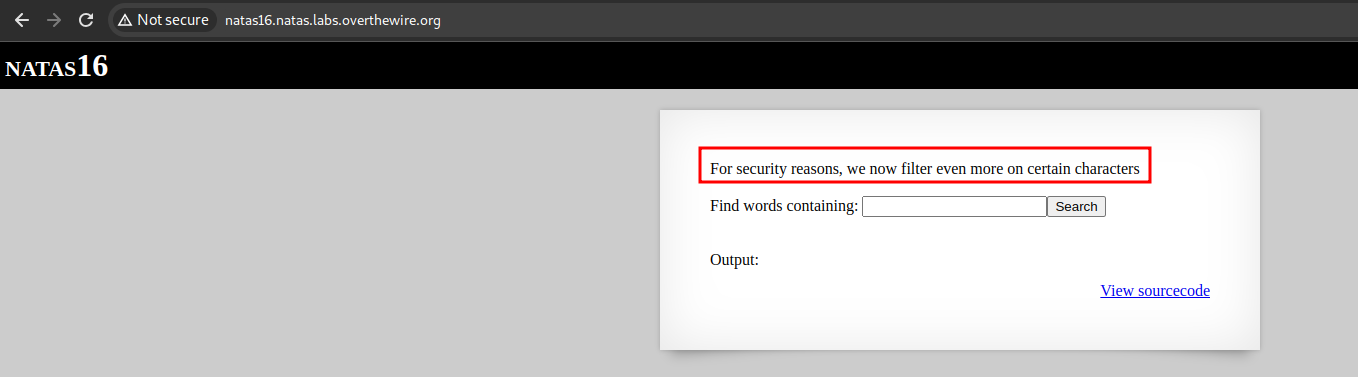 Not secure natas16.natas.labs.overthewire.org
NATAS16
For security reasons, we now filter even more on certain characters
Find words containing: Search
Output:
View sourcecode